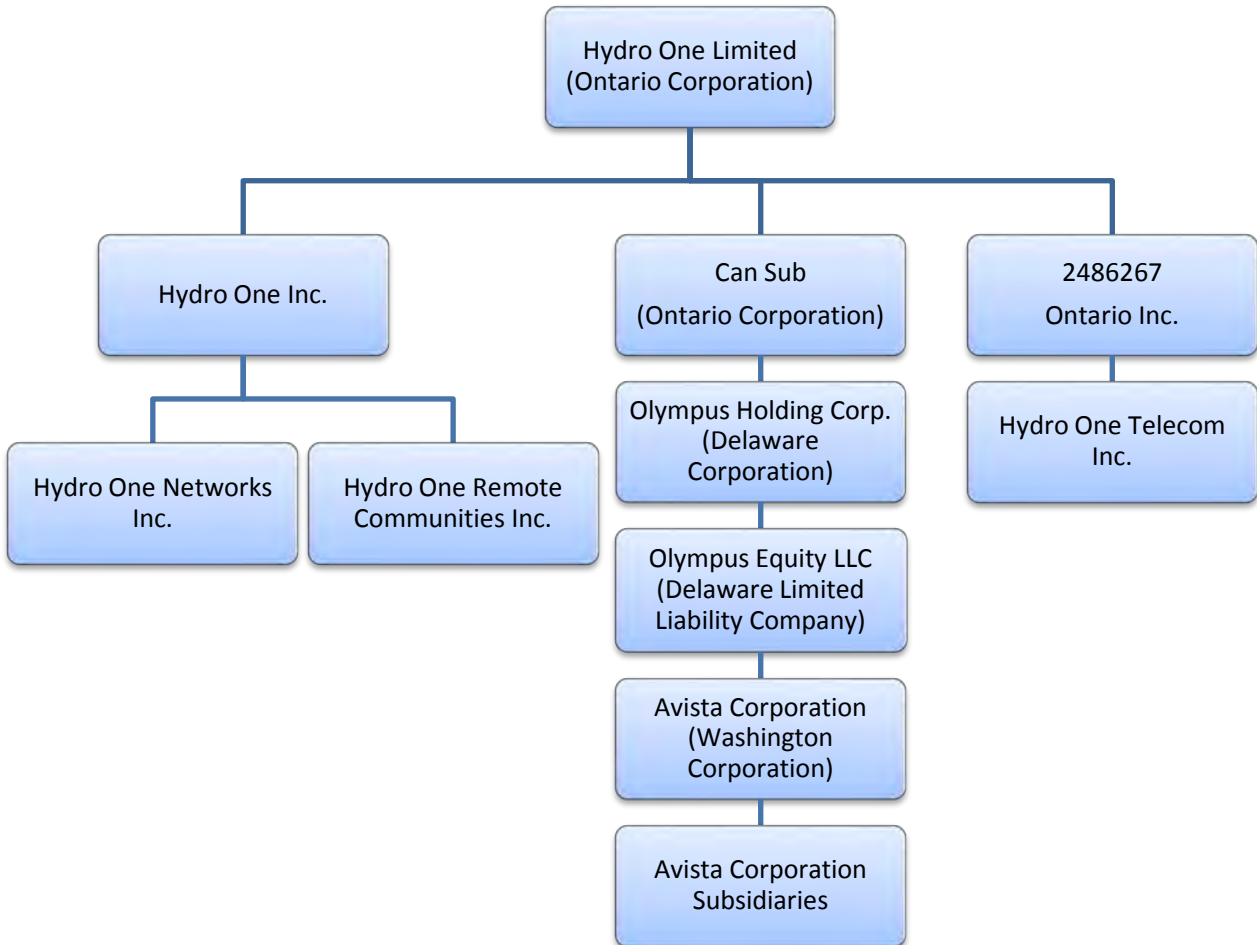 Hydro One Limited
(Ontario Corporation)
Hydro One Inc.
Can Sub
(Ontario Corporation)
2486267
Ontario Inc.
Hydro One Networks
Inc.
Hydro One Remote
Communities Inc.
Olympus Holding Corp.
(Delaware
Corporation)
Hydro One Telecom
Inc.
Olympus Equity LLC
(Delaware Limited
Liability Company)
Avista Corporation
(Washington
Corporation)
Avista Corporation
Subsidiaries